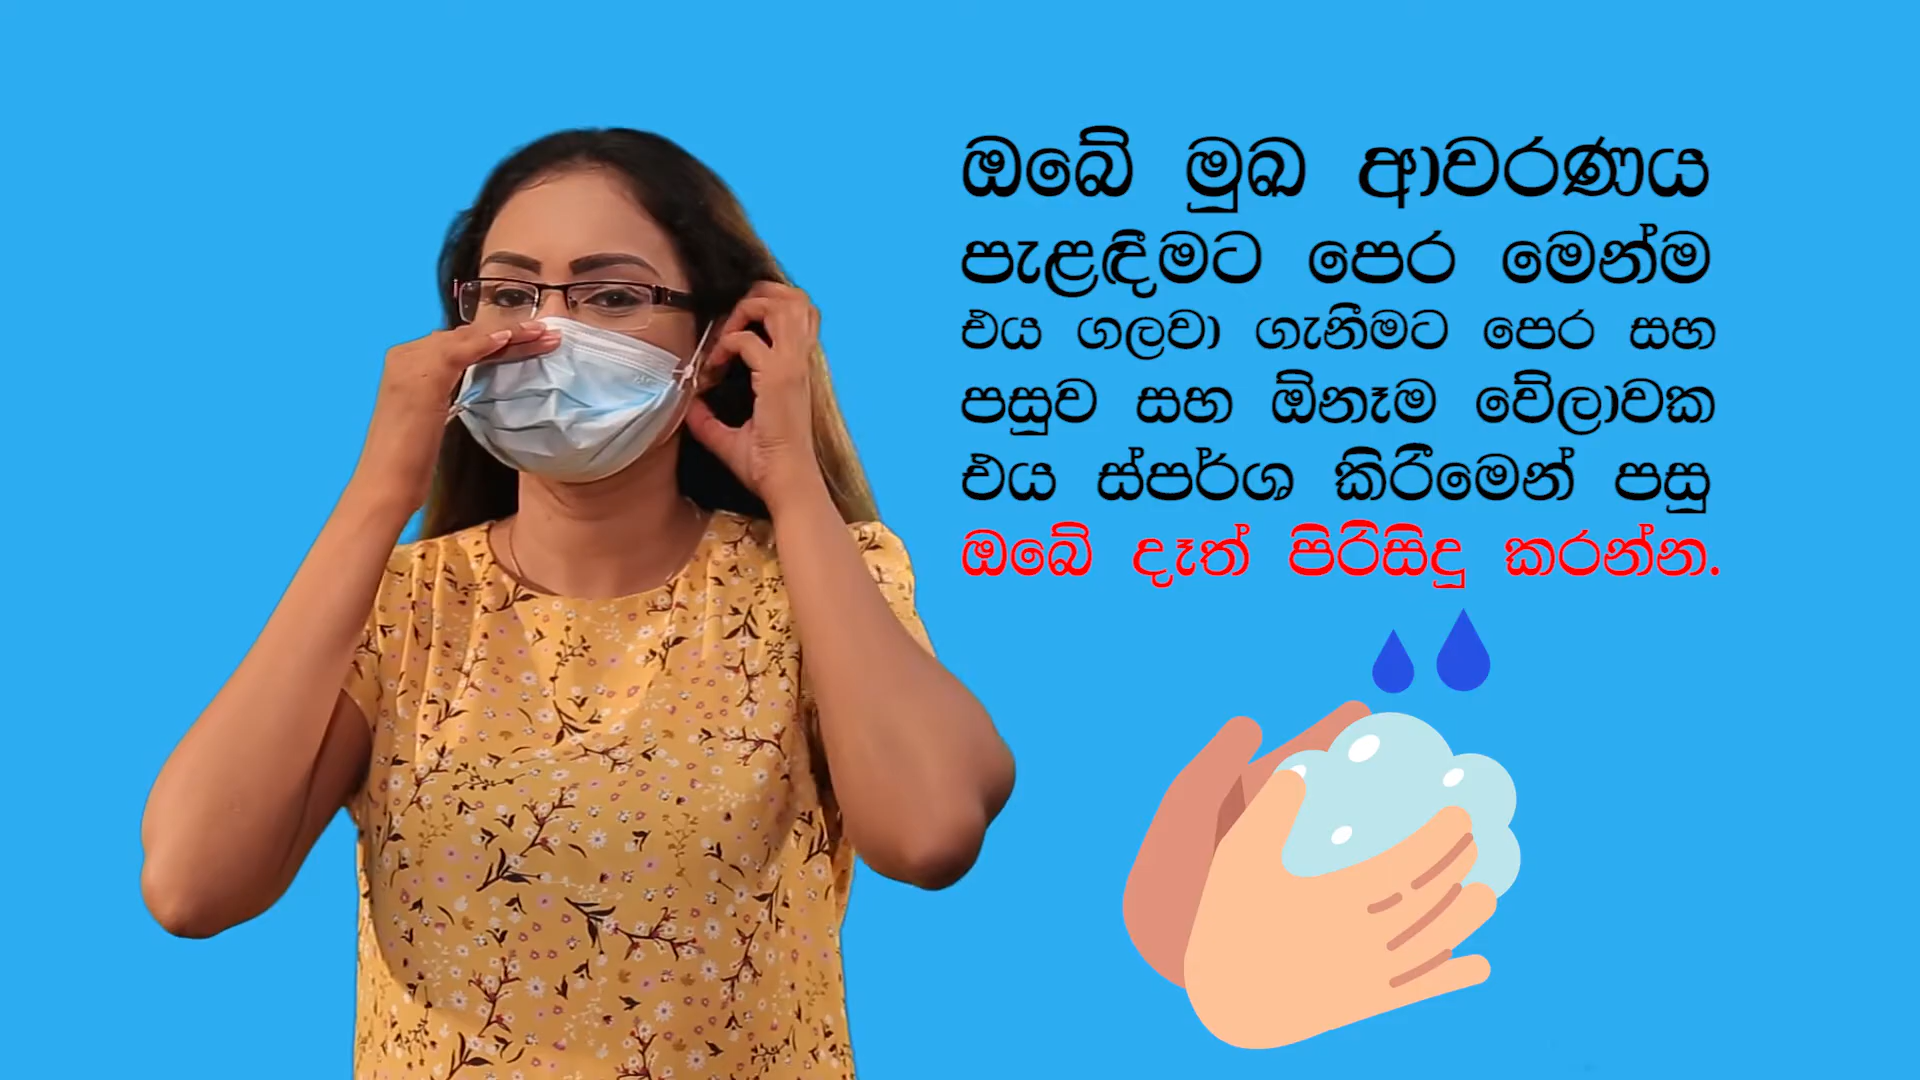 ඔබේ මුඛ ආවරණය
පැළඳීමට පෙර මෙන්ම
එය ගලවා ගැනීමට පෙර සහ
පසුව සහ ඕනෑම වේලාවක
එය ස්පර්ශ කිරීමෙන් පසු
ඔබේ දෑත් පිරිසිදු කරන්න.